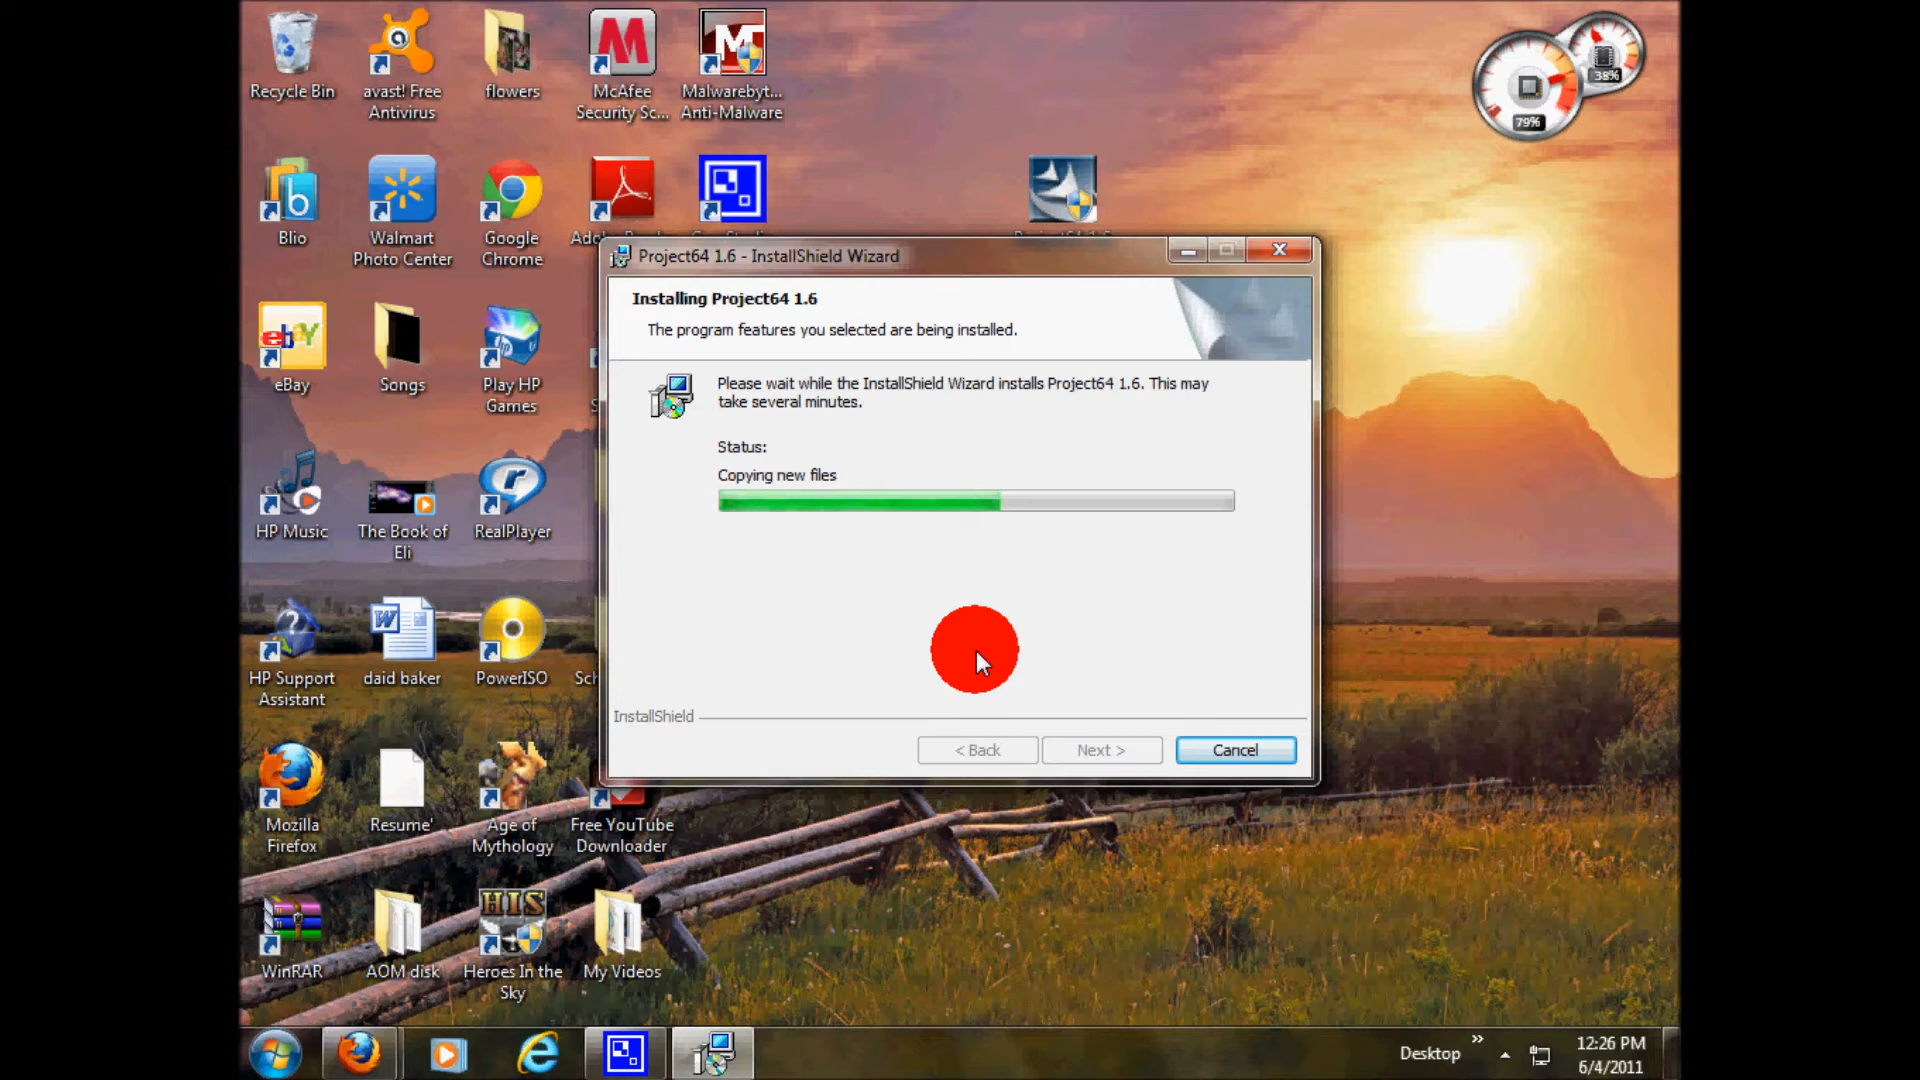 Recycle Bin
avast! Free
Antivirus
flowers
McAfee
Security Sc...
Malwarebyt...
Anti-Malware
38%
79%
Blio
Walmart
Photo Center
Google
Chrome
Project64 1.6 - InstallShield Wizard
Installing Project64 1.6
The program features you selected are being installed.
Please wait while the InstallShield Wizard installs Project64 1.6. This may
take several minutes.
Status:
Copying new files
InstallShield
< Back
Next >
Cancel
eBay
Songs
Play HP
Games
HP Music
The Book of
Eli
RealPlayer
HP Support
Assistant
daid baker
PowerISO
Sch
Mozilla
Firefox
Resume'
Age of
Mythology
Free YouTube
Downloader
HIS
WinRAR
AOM disk
Heroes In the
Sky
My Videos
Desktop
12:26 PM
6/4/2011